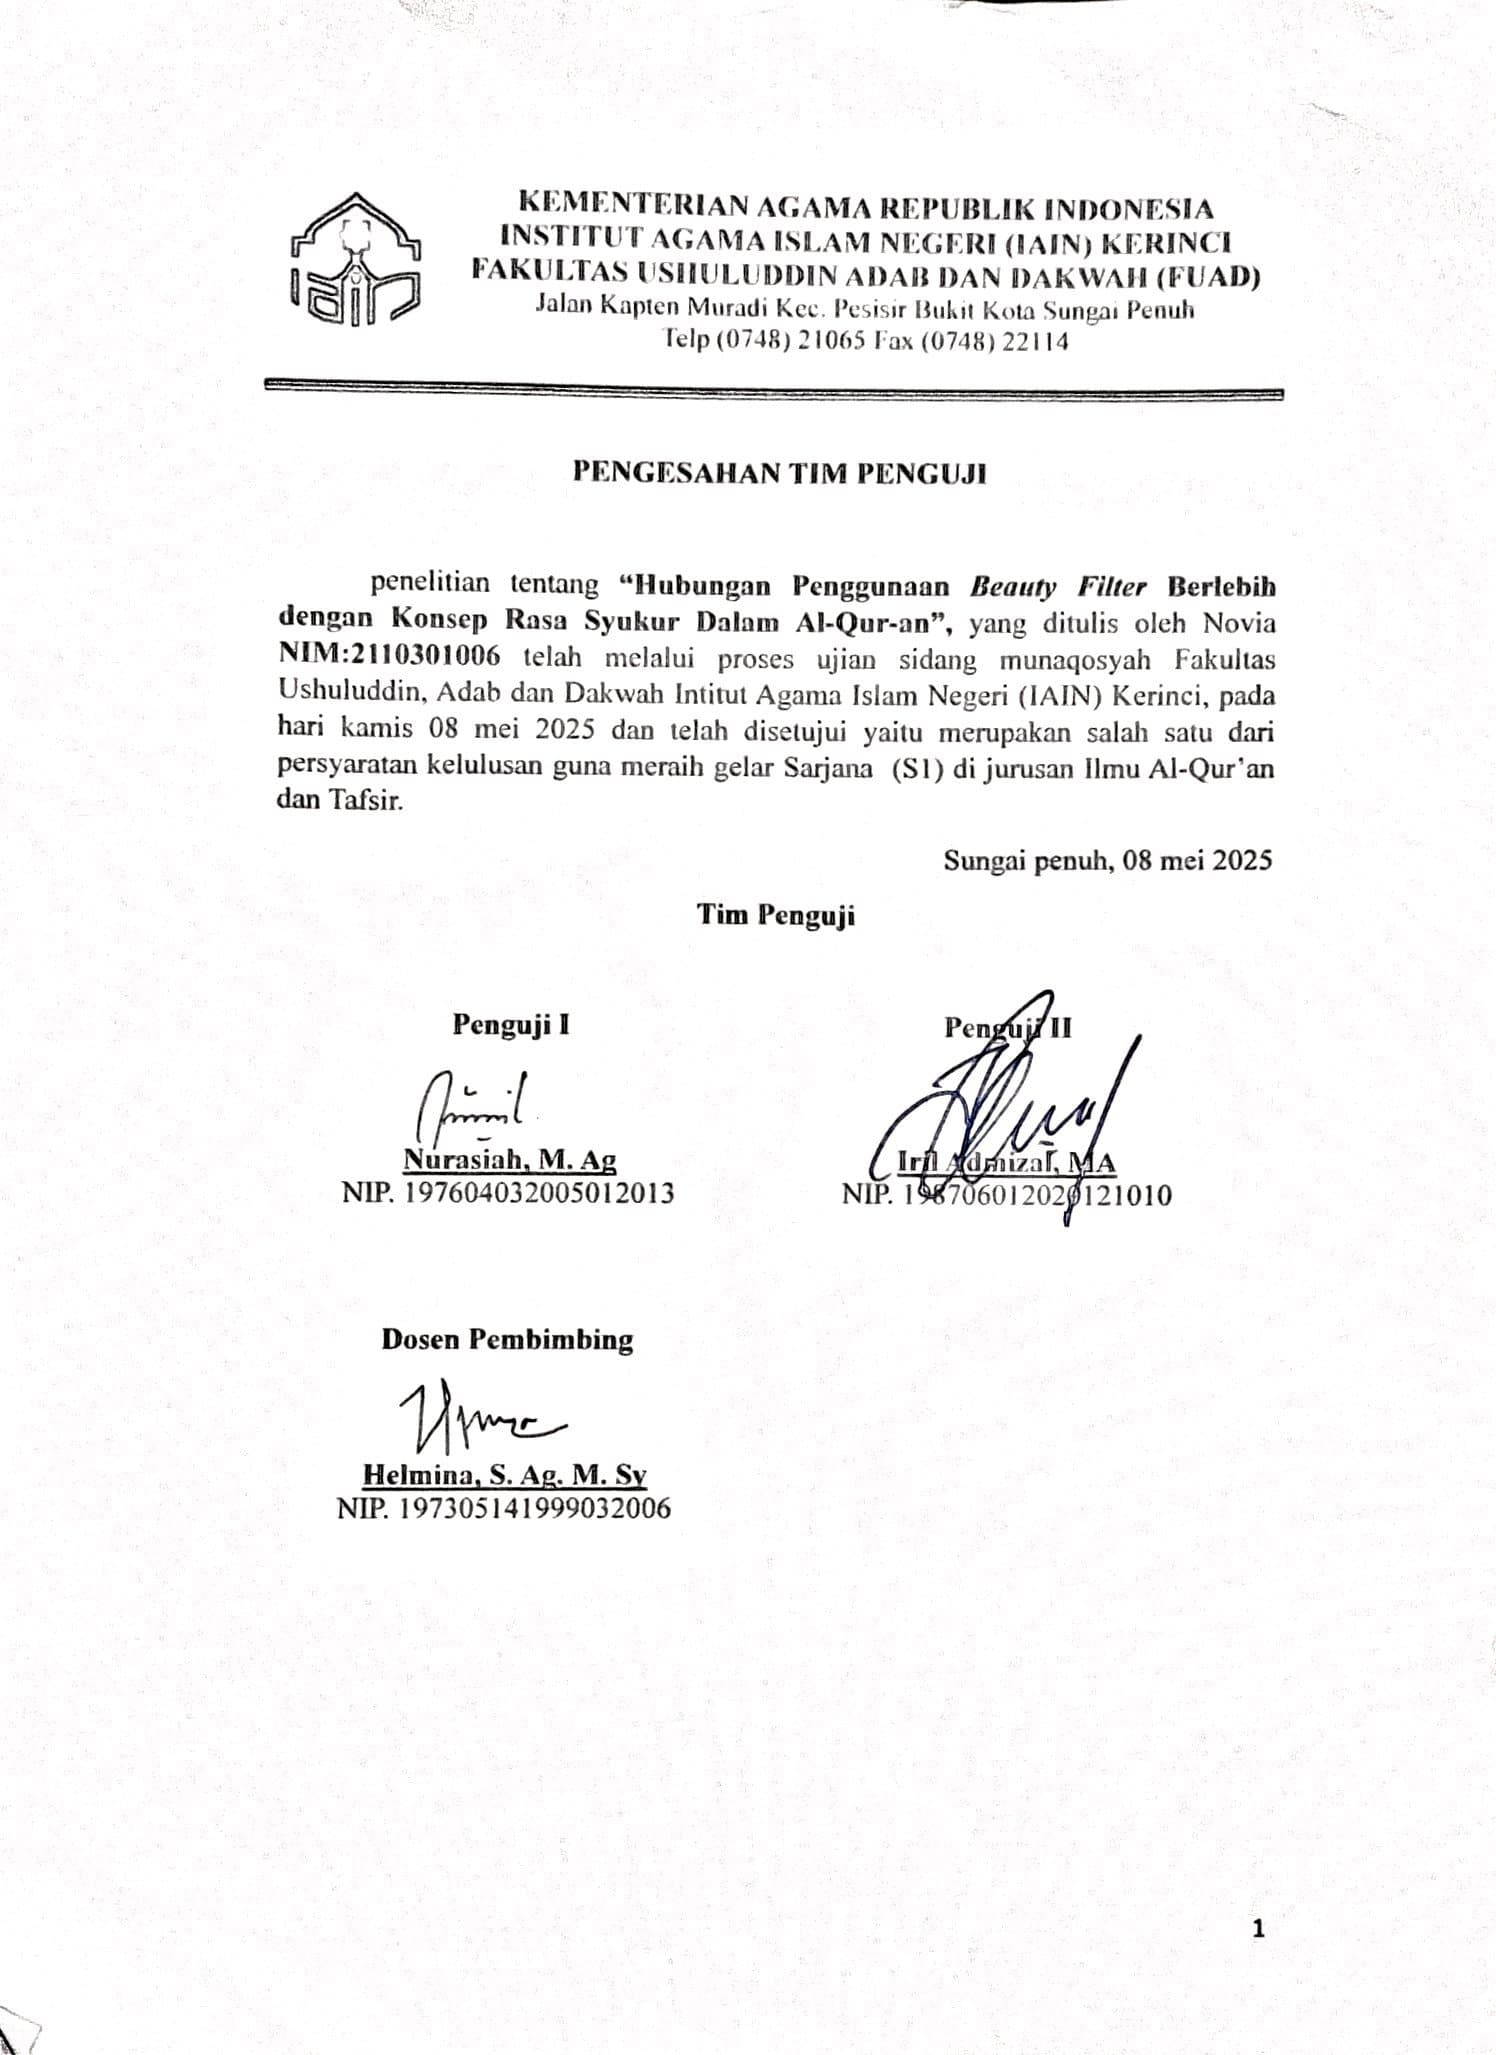 KEMENTERIAN AGAMA REPUBLIK INDONESIA
INSTITUT AGAMA ISLAM NEGERI (IAIN) KERINCI
FAKULTAS USHULUDDIN ADAB DAN DAKWAH (FUAD)
Jalan Kapten Muradi Kec. Pesisir Bukit Kota Sungai Penuh
Telp (0748) 21065 Fax (0748) 22114
iain
PENGESAHAN TIM PENGUJI
penelitian tentang “Hubungan Penggunaan Beauty Filter Berlebih
dengan Konsep Rasa Syukur Dalam Al-Qur-an”, yang ditulis oleh Novia
NIM:2110301006 telah melalui proses ujian sidang munaqosyah Fakultas
Ushuluddin, Adab dan Dakwah Intitut Agama Islam Negeri (IAIN) Kerinci, pada
hari kamis 08 mei 2025 dan telah disetujui yaitu merupakan salah satu dari
persyaratan kelulusan guna meraih gelar Sarjana (S1) di jurusan Ilmu Al-Qur’an
dan Tafsir.
Sungai penuh, 08 mei 2025
Tim Penguji
Penguji I
Penguji II
Nurasiah, M. Ag
Admizal, MA
NIP. 197604032005012013
NIP. 198706012020121010
Dosen Pembimbing
Helmina, S. Ag. M. Sy
NIP. 197305141999032006
1